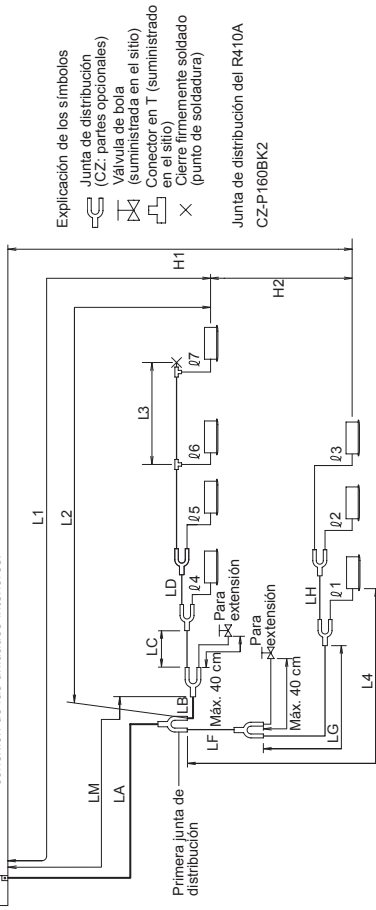 Explicación de los símbolos
Junta de distribución
(CZ: partes opcionales)
Válvula de bola
(suministrada en el sitio)
Conector en T (suministrado
en el sitio)
Cierre firmemente soldado
(punto de soldadura)
Junta de distribución del R410A
CZ-P160BK2
H1
H2
L1
L2
L3
ℓ7
ℓ6
ℓ5
LD
ℓ4
LC
Para
extensión
Máx. 40 cm
LB
LM
LA
Primera junta de
distribución
LF
Para
extensión
Máx. 40 cm
LG
ℓ3
ℓ2
LH
ℓ1
L4